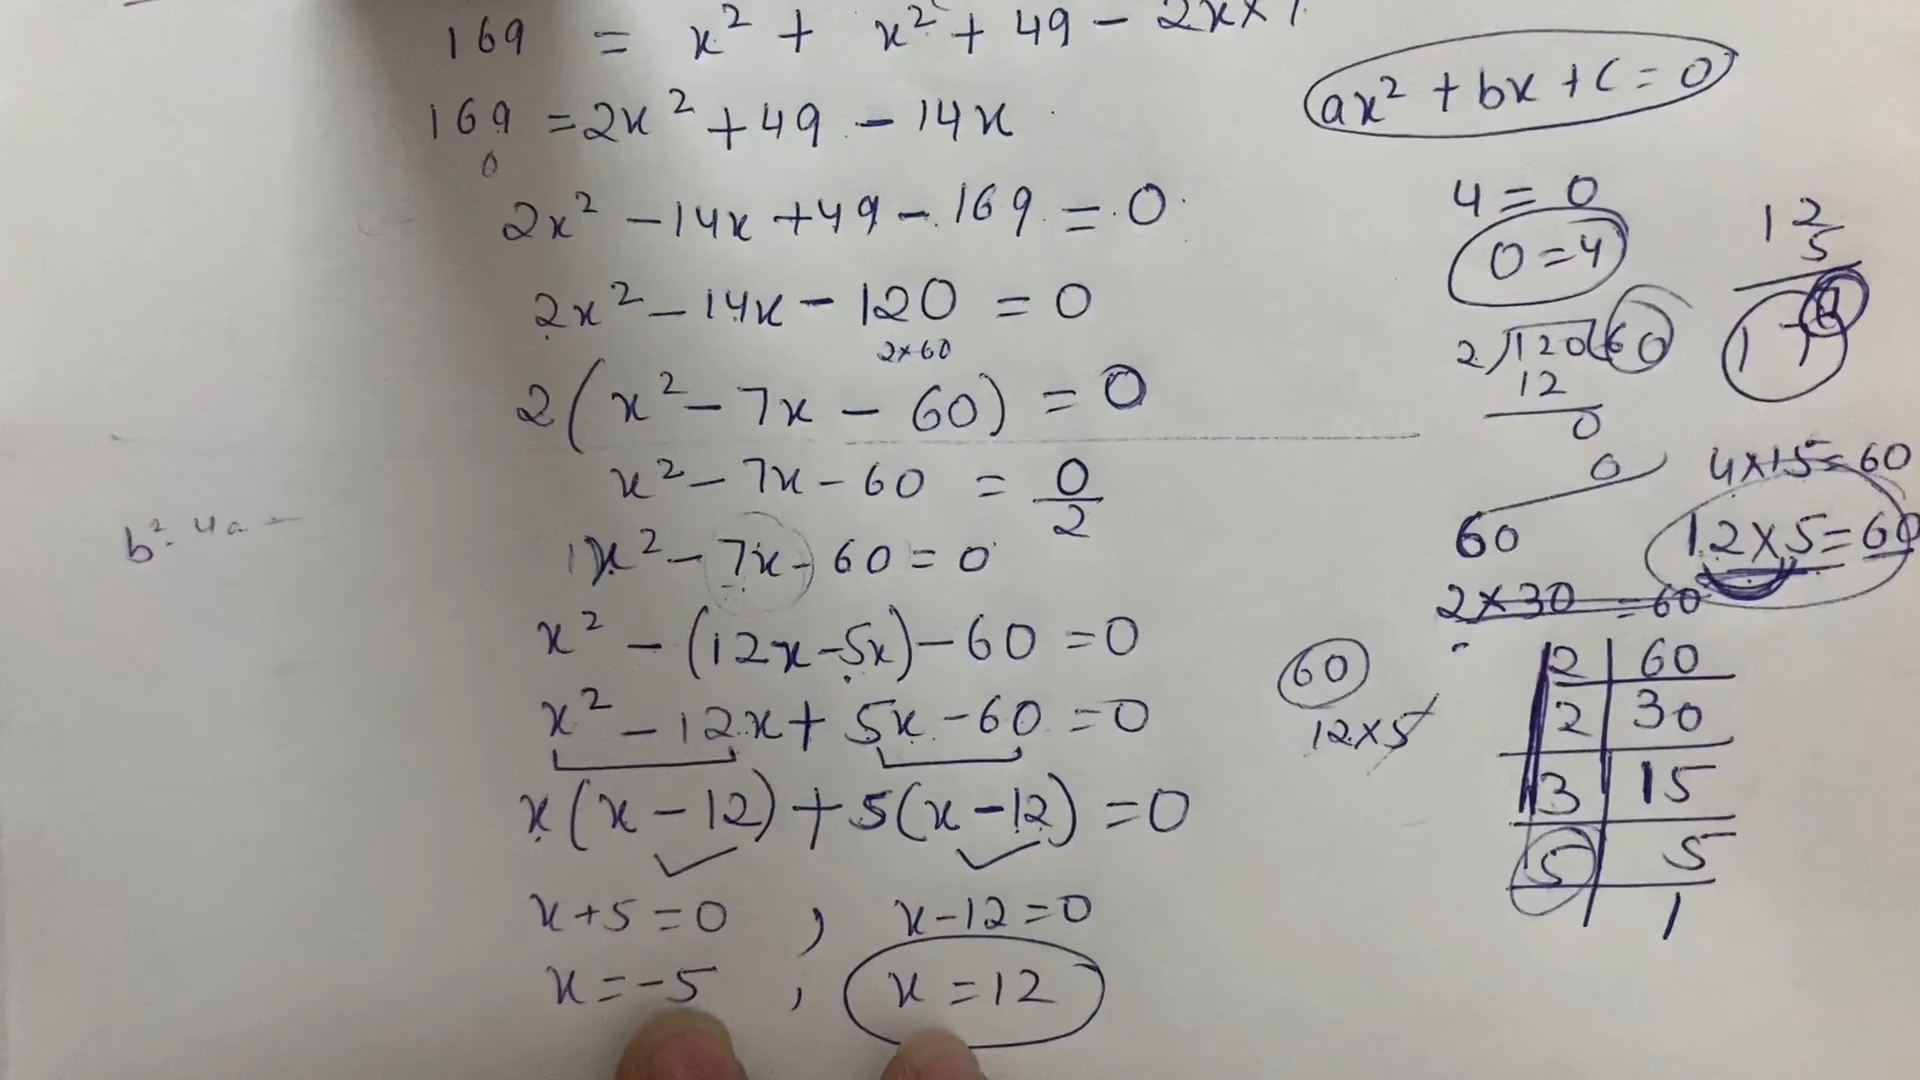 169 = x² + x² + 49 - 2x×7
169 = 2x² + 49 - 14x
0
2x² - 14x + 49 - 169 = 0
2x² - 14x - 120 = 0
2×60
2(x² - 7x - 60) = 0
x² - 7x - 60 = 0/2
1x² - 7x - 60 = 0
x² - (12x - 5x) - 60 = 0
x² - 12x + 5x - 60 = 0
x(x - 12) + 5(x - 12) = 0
x + 5 = 0 , x - 12 = 0
x = -5 , x = 12
b² - 4a
ax² + bx + c = 0
4 = 0
0 = 4
2)120(60
12
0
0
12
5
17
4×15 = 60
12×5 = 60
60
2×30 = 60
60
12×5
2 | 60
2 | 30
3 | 15
5 | 5
1